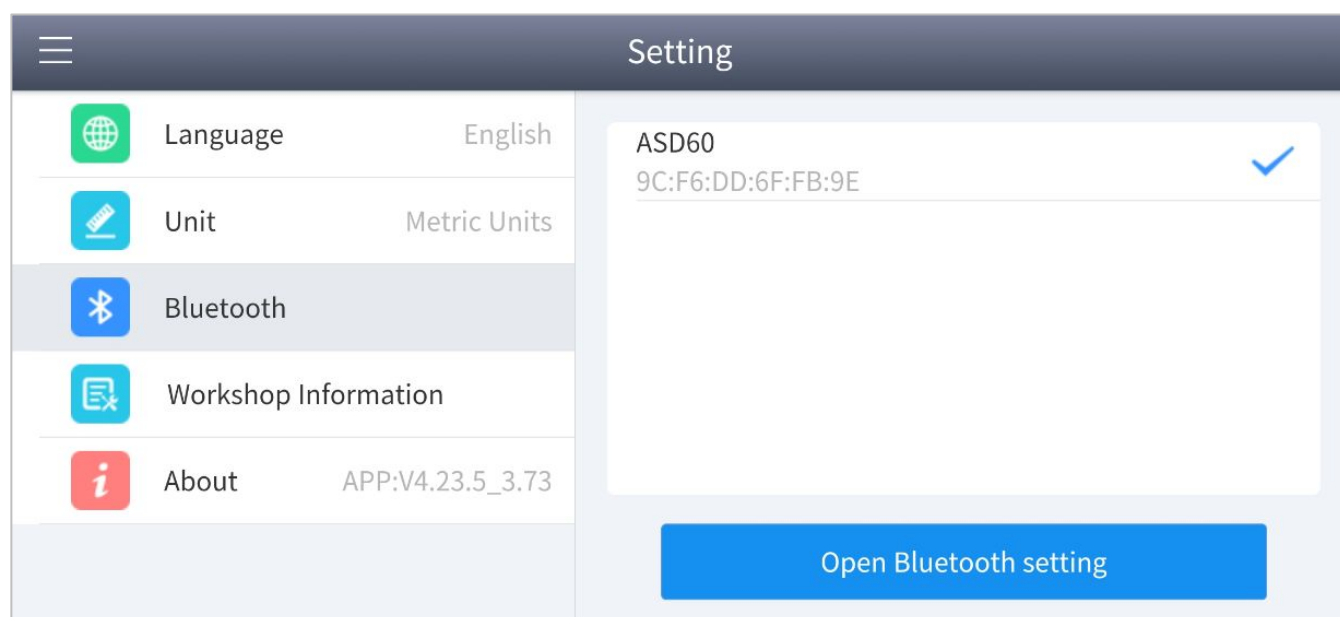 Setting
Language English
Unit Metric Units
Bluetooth
Workshop Information
About APP:V4.23.5_3.73
ASD60
9C:F6:DD:6F:FB:9E
Open Bluetooth setting